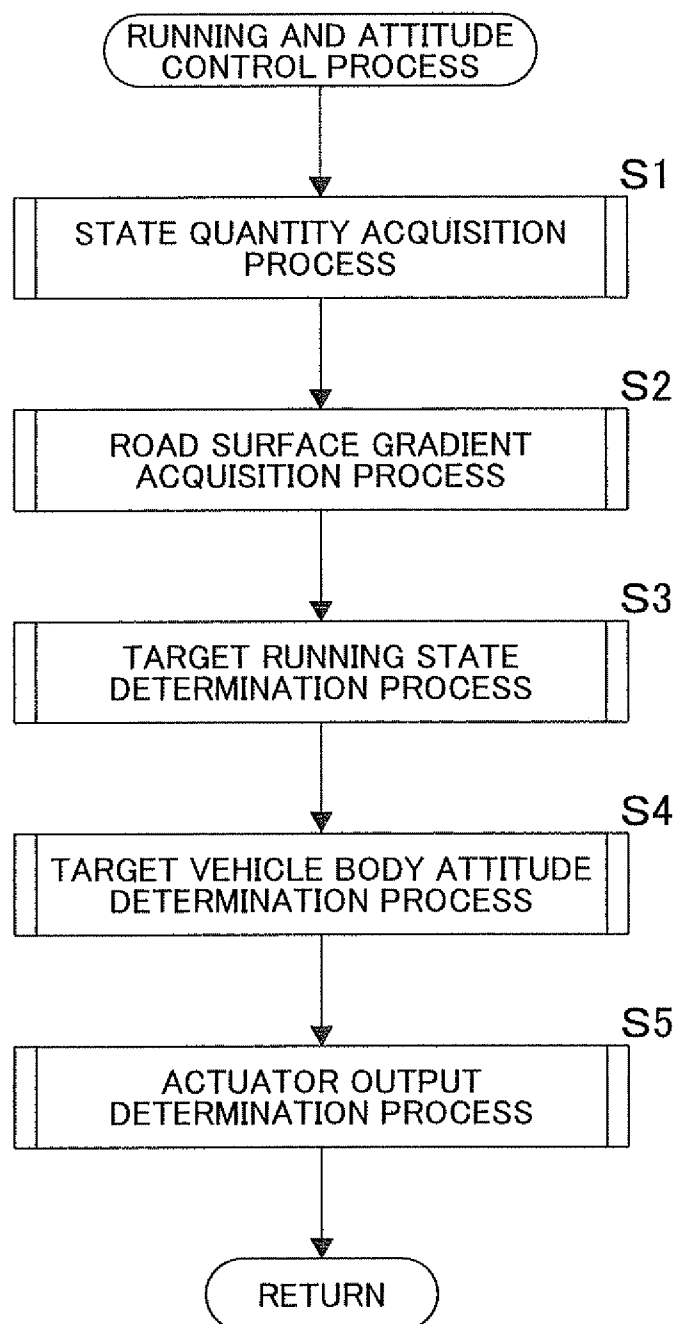 RUNNING AND ATTITUDE
CONTROL PROCESS
S1
STATE QUANTITY ACQUISITION
PROCESS
S2
ROAD SURFACE GRADIENT
ACQUISITION PROCESS
S3
TARGET RUNNING STATE
DETERMINATION PROCESS
S4
TARGET VEHICLE BODY ATTITUDE
DETERMINATION PROCESS
S5
ACTUATOR OUTPUT
DETERMINATION PROCESS
RETURN